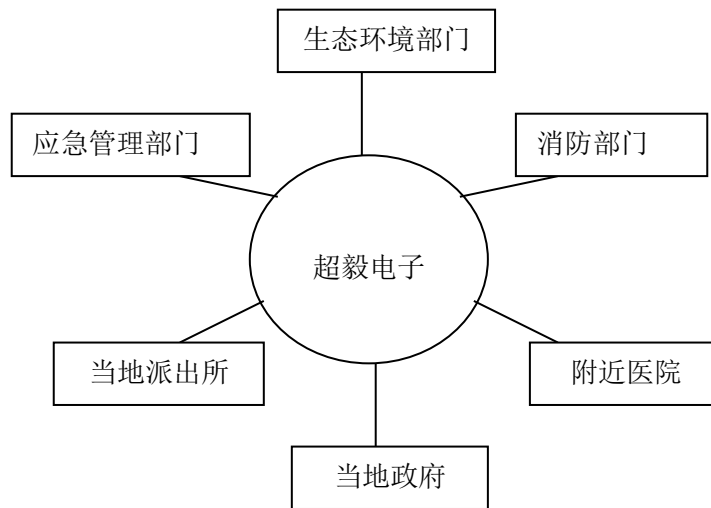 生态环境部门
应急管理部门
消防部门
超毅电子
当地派出所
附近医院
当地政府